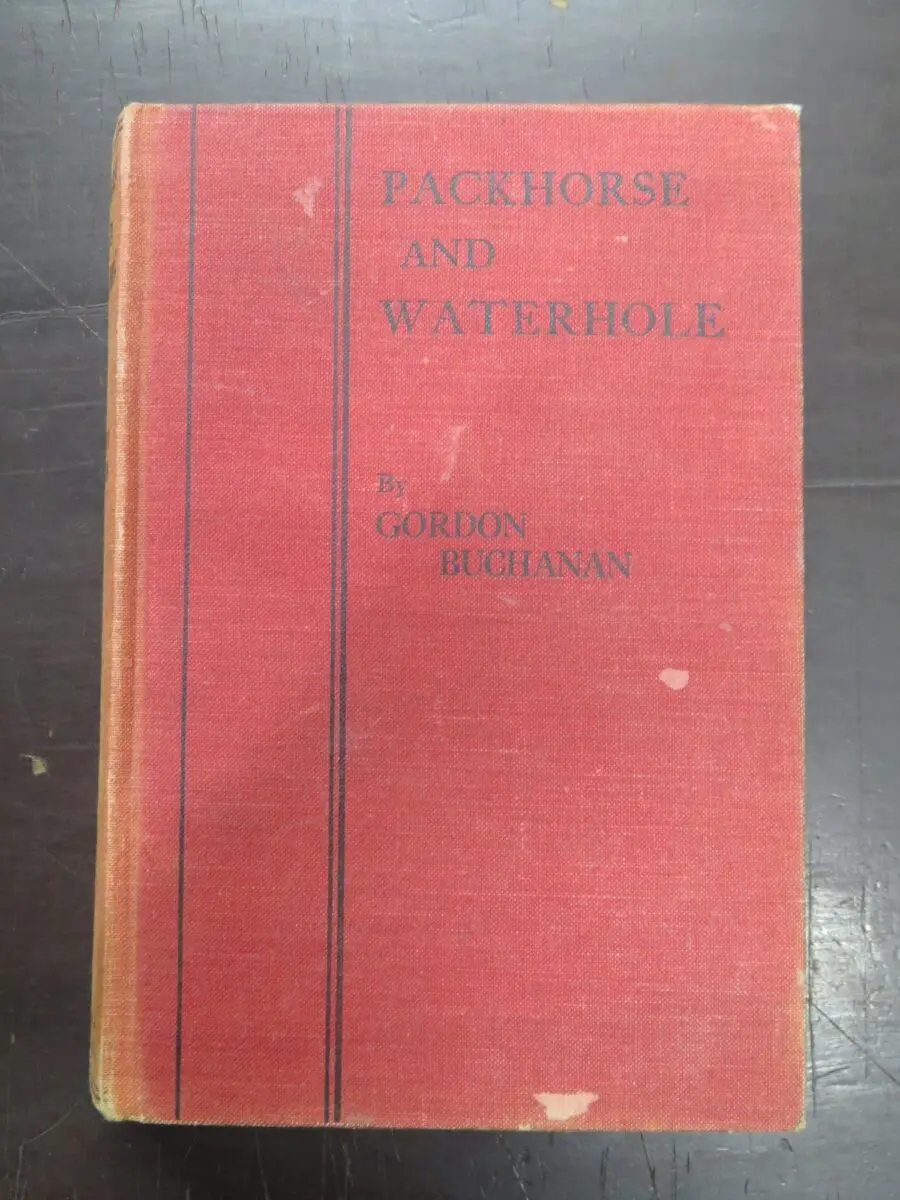 PACKHORSE
AND
WATERHOLE
By
GORDON
BUCHANAN